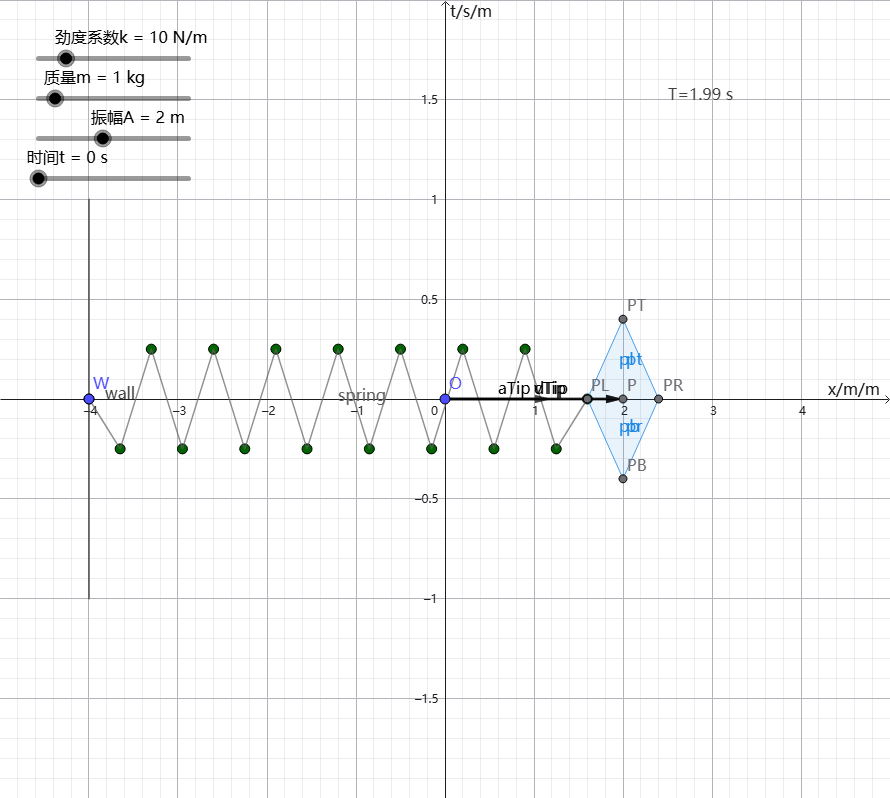 t/s/m
劲度系数k = 10 N/m
质量m = 1 kg
T=1.99 s
1.5
振幅A = 2 m
时间t = 0 s
1
0.5
PT
W
wall
spring
O
aTip
vTip
PL
P
PR
x/m/m
−4
−3
−2
−1
0
1
2
3
4
PB
−0.5
−1
−1.5